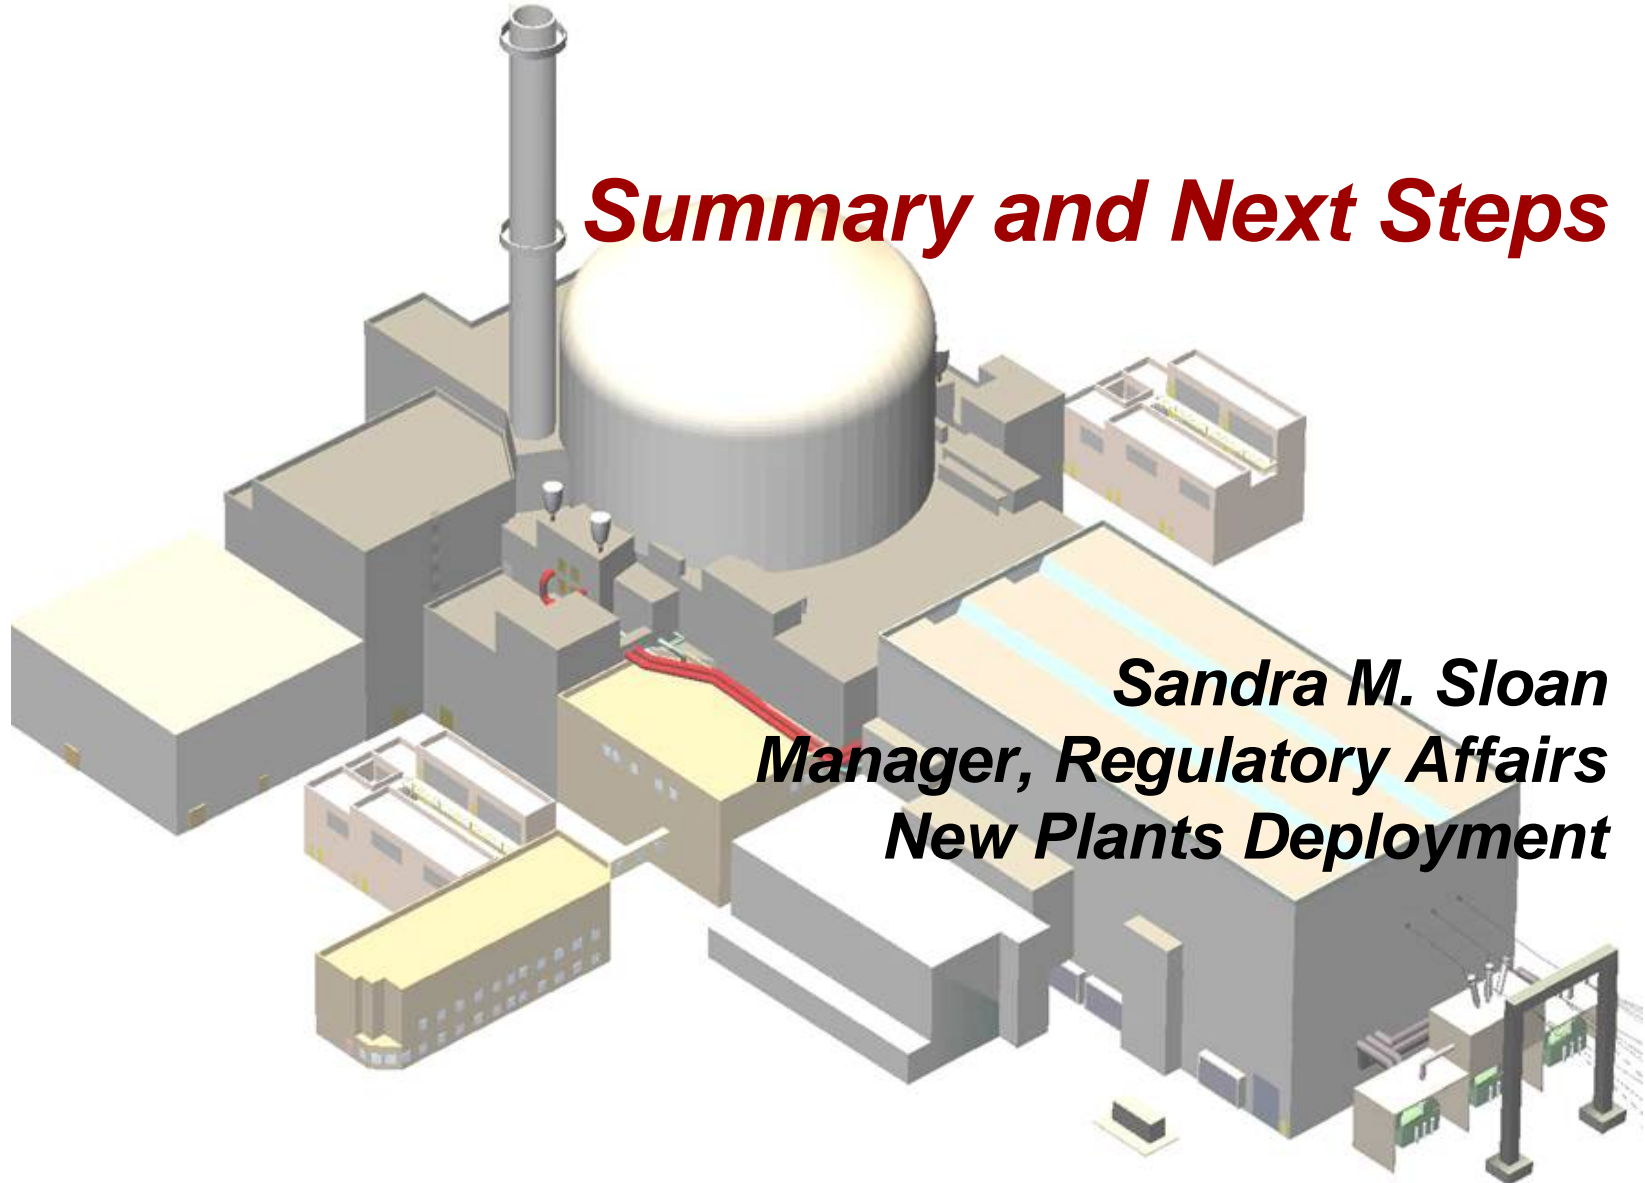 Summary and Next Steps
Sandra M. Sloan
Manager, Regulatory Affairs
New Plants Deployment